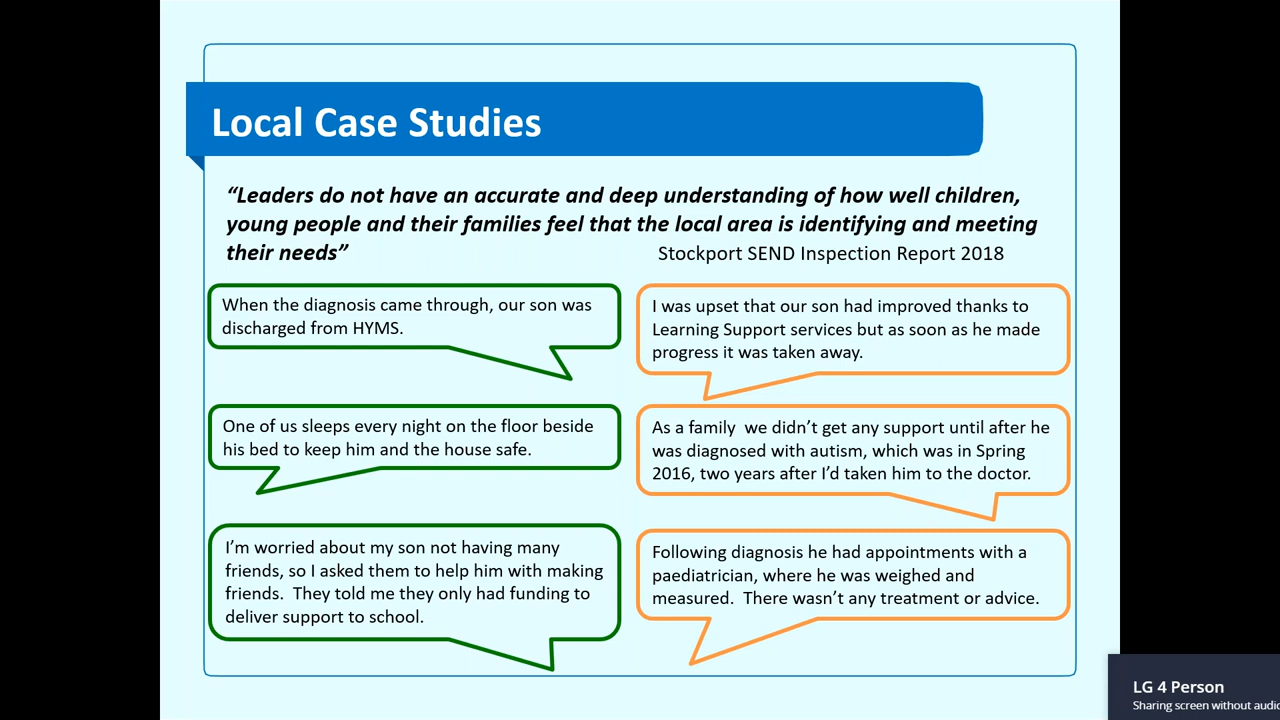 Local Case Studies
“Leaders do not have an accurate and deep understanding of how well children,
young people and their families feel that the local area is identifying and meeting
their needs”
Stockport SEND Inspection Report 2018
When the diagnosis came through, our son was
discharged from HYMS.
I was upset that our son had improved thanks to
Learning Support services but as soon as he made
progress it was taken away.
One of us sleeps every night on the floor beside
his bed to keep him and the house safe.
As a family we didn’t get any support until after he
was diagnosed with autism, which was in Spring
2016, two years after I’d taken him to the doctor.
I’m worried about my son not having many
friends, so I asked them to help him with making
friends. They told me they only had funding to
deliver support to school.
Following diagnosis he had appointments with a
paediatrician, where he was weighed and
measured. There wasn’t any treatment or advice.
LG 4 Person
Sharing screen without audio